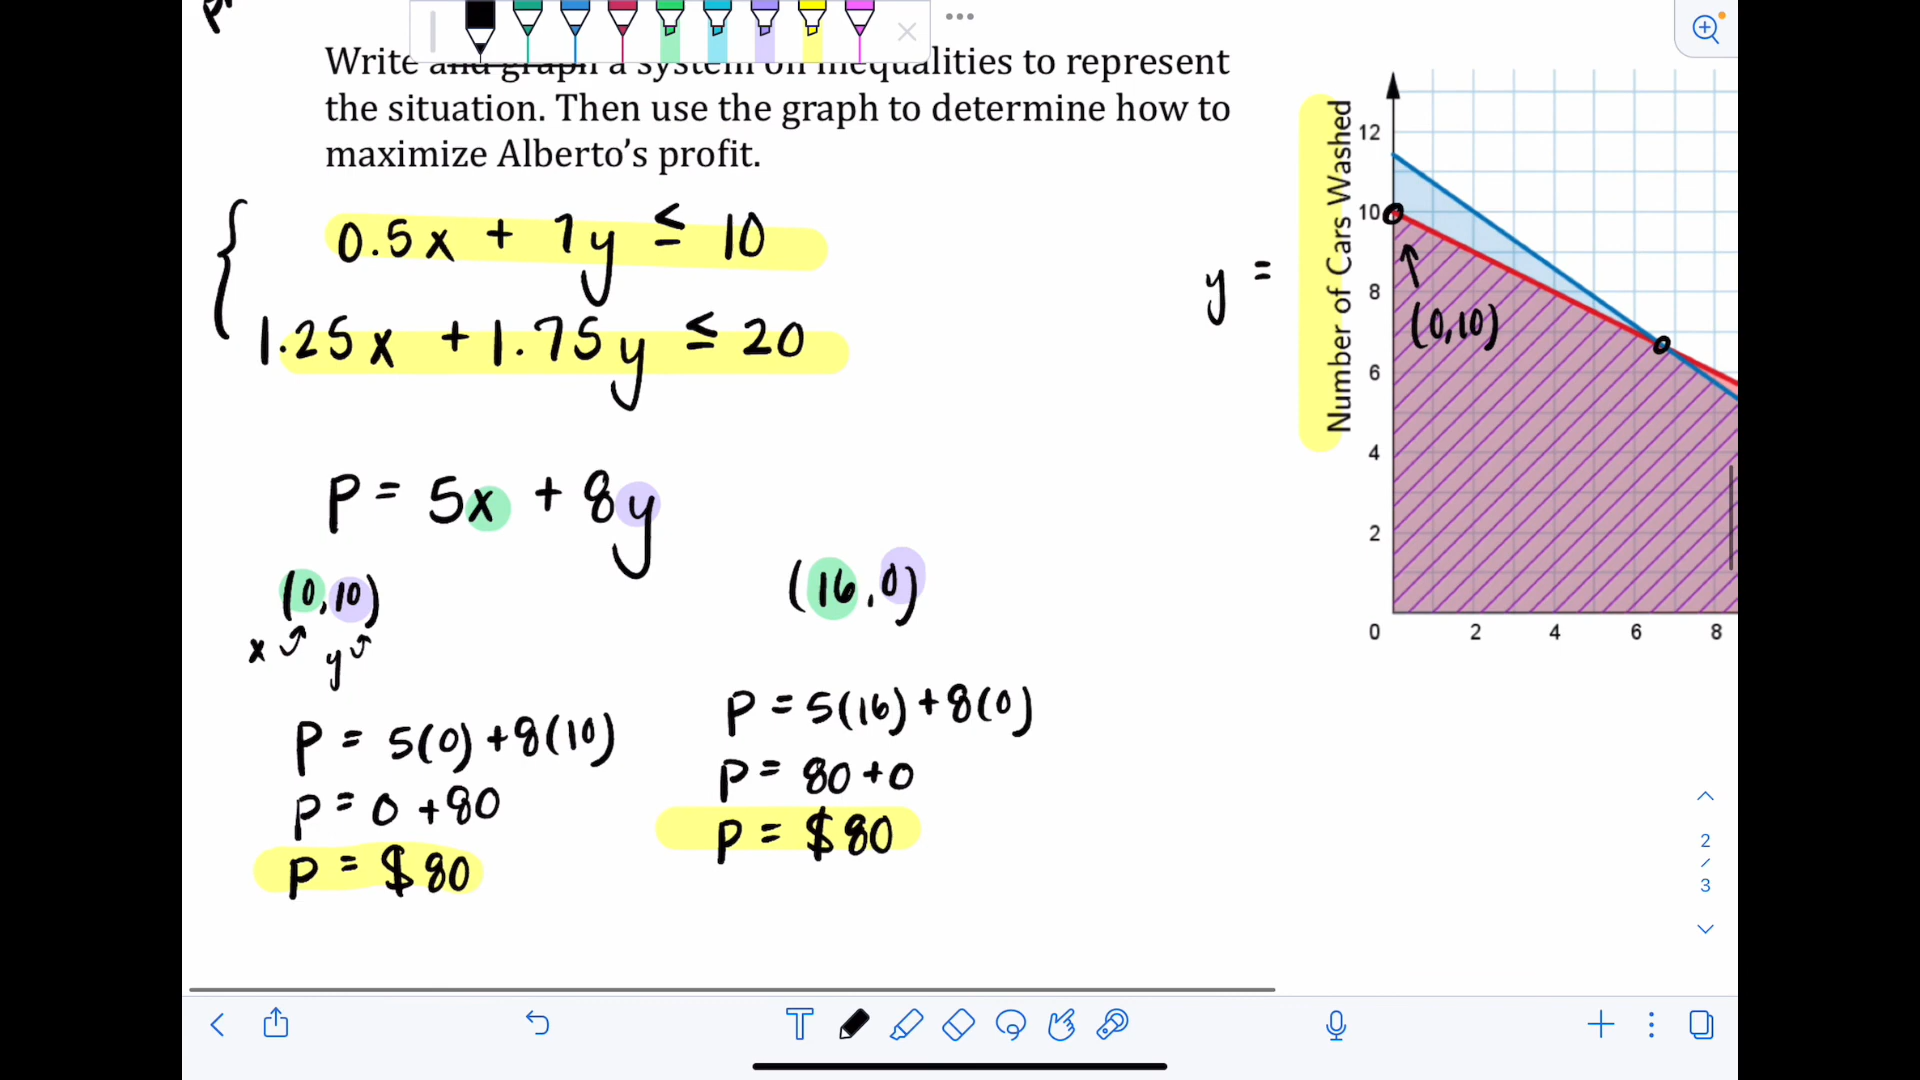 Write and graph a system on inequalities to represent
the situation. Then use the graph to determine how to
maximize Alberto's profit.
0.5x + 1y ≤ 10
1.25x + 1.75y ≤ 20
P = 5x + 8y
(0,10)
x y
P = 5(0) + 8(10)
P = 0 + 80
P = $80
(16,0)
P = 5(16) + 8(0)
P = 80 + 0
P = $80
y =
Number of Cars Washed
12
10
8
6
4
2
0 2 4 6 8
(0,10)
2
/
3
T